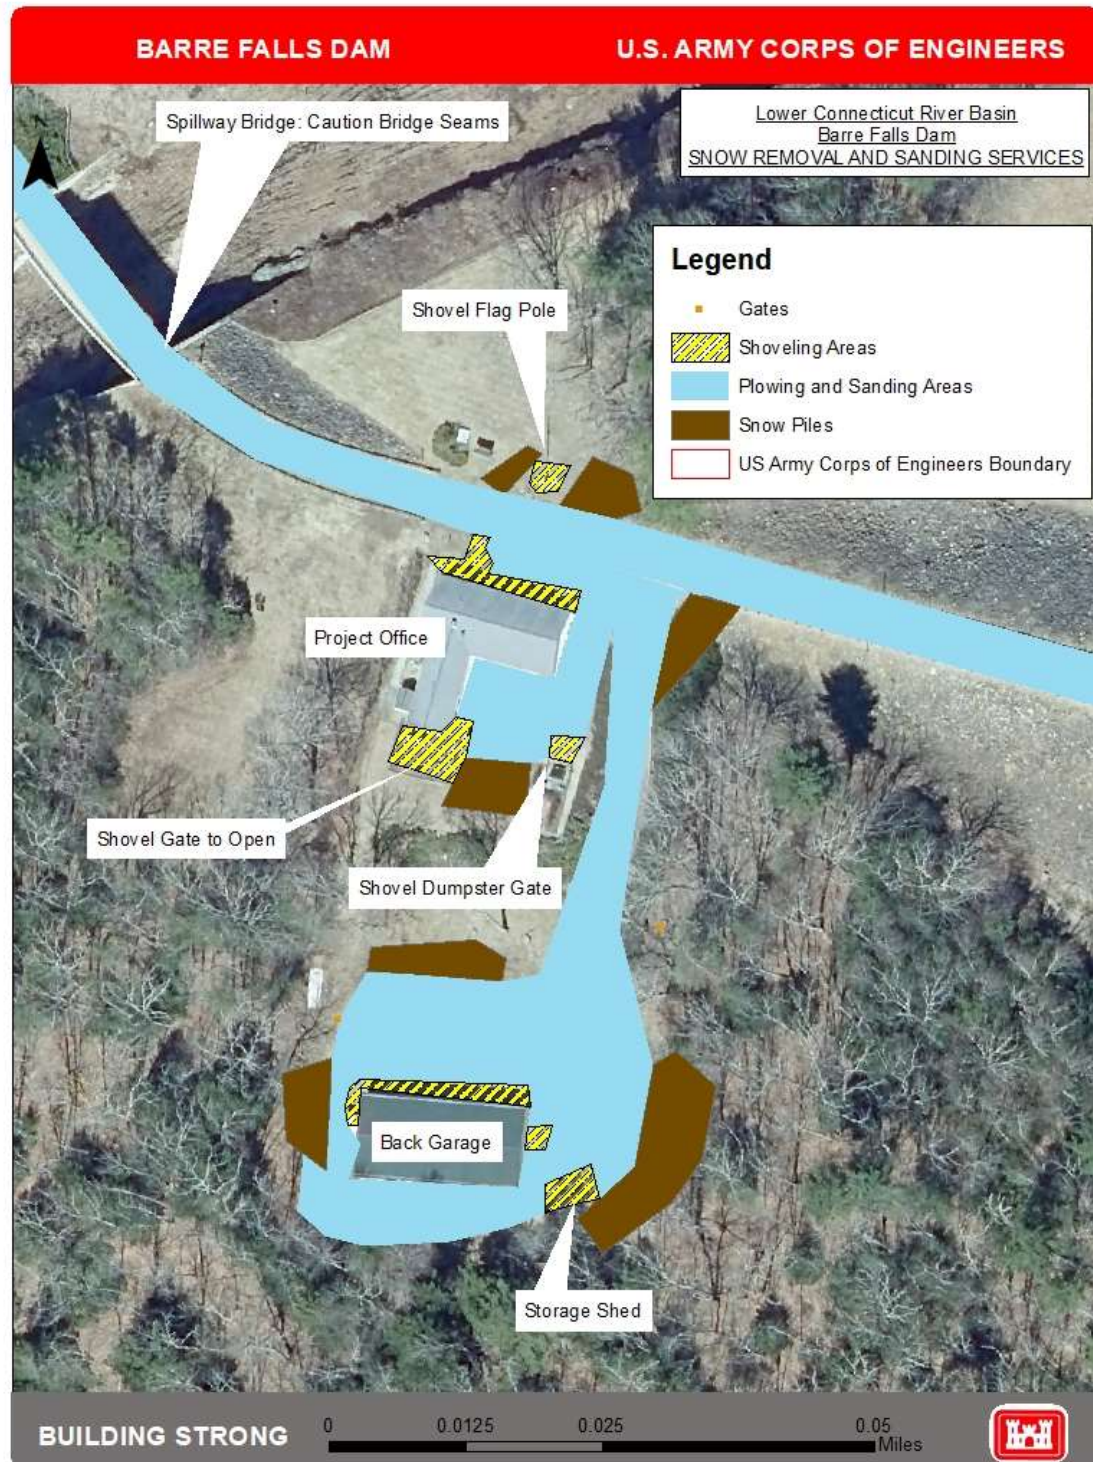 BARRE FALLS DAM
U.S. ARMY CORPS OF ENGINEERS
Lower Connecticut River Basin
Barre Falls Dam
SNOW REMOVAL AND SANDING SERVICES
Spillway Bridge: Caution Bridge Seams
N
Legend
Gates
Shoveling Areas
Plowing and Sanding Areas
Snow Piles
US Army Corps of Engineers Boundary
Shovel Flag Pole
Project Office
Shovel Gate to Open
Shovel Dumpster Gate
Back Garage
Storage Shed
BUILDING STRONG
0 0.0125 0.025 0.05
Miles